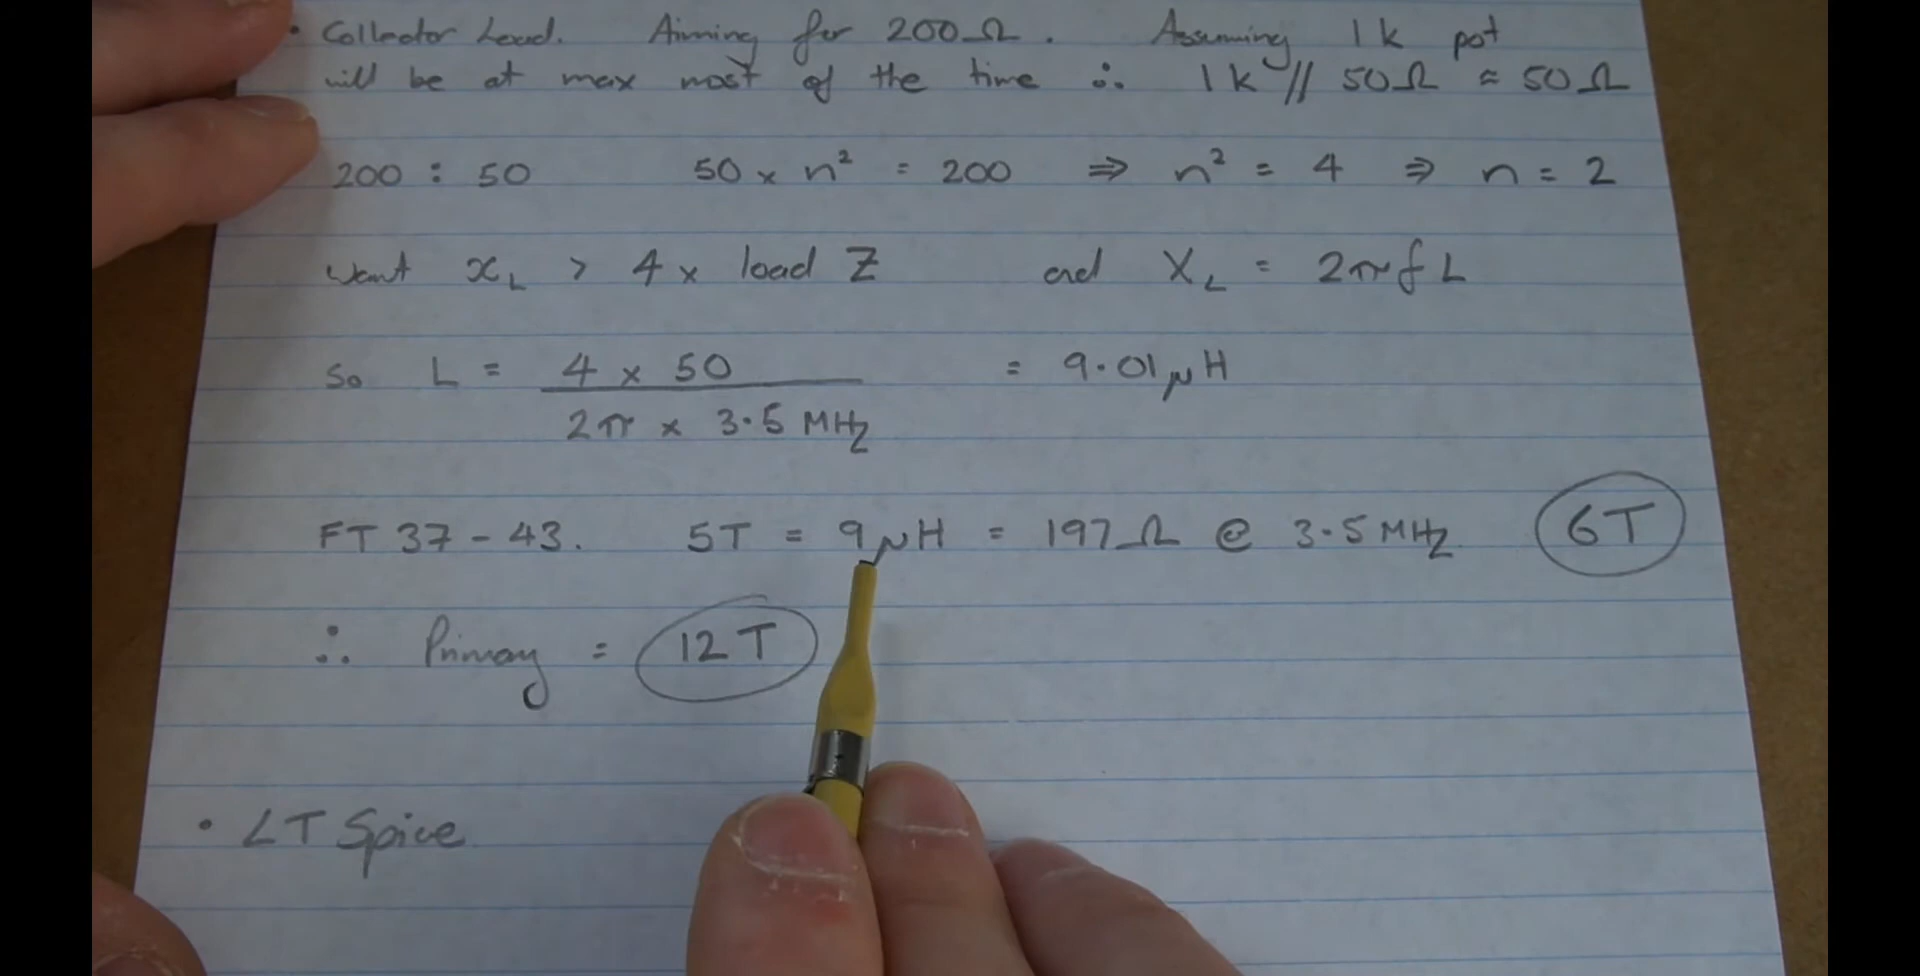 • Collector Load. Aiming for 200Ω. Assuming 1k pot
will be at max most of the time ∴ 1k // 50Ω ≈ 50Ω
200 : 50 50 × n² = 200 ⇒ n² = 4 ⇒ n = 2
Want X_L > 4 × load Z and X_L = 2πfL
So L = 4 × 50 / 2π × 3.5 MHz = 9.01μH
FT 37-43. 5T = 9μH = 197Ω @ 3.5MHz 6T
∴ Primary = 12T
• LT Spice